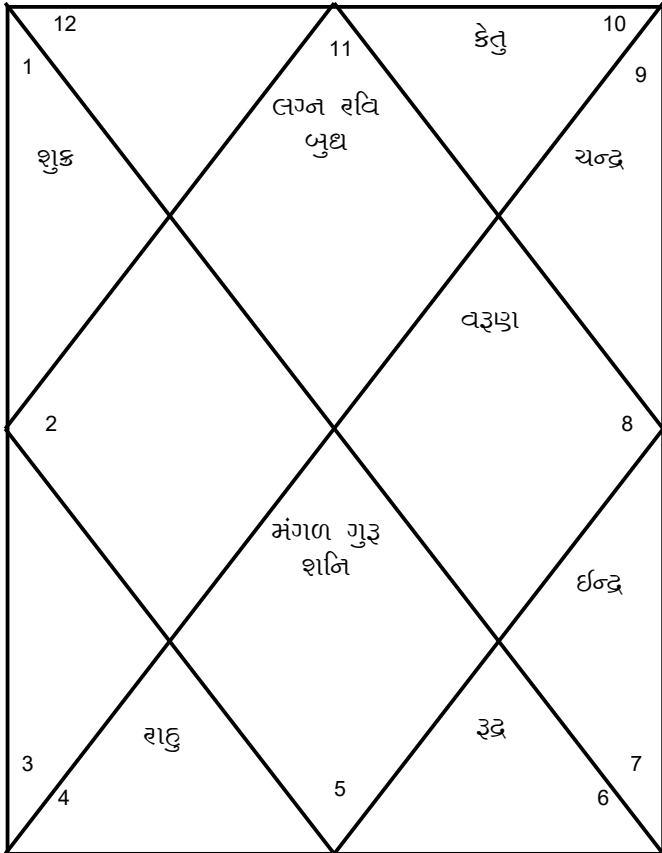 12
11
કેતુ
10
1
9
લગ્ન રવિ
બુધ
શુક્ર
ચન્દ્ર
વરૂણ
2
8
મંગળ ગુરૂ
શનિ
ઈન્દ્ર
રાહુ
રૂદ્ર
3
7
4
5
6